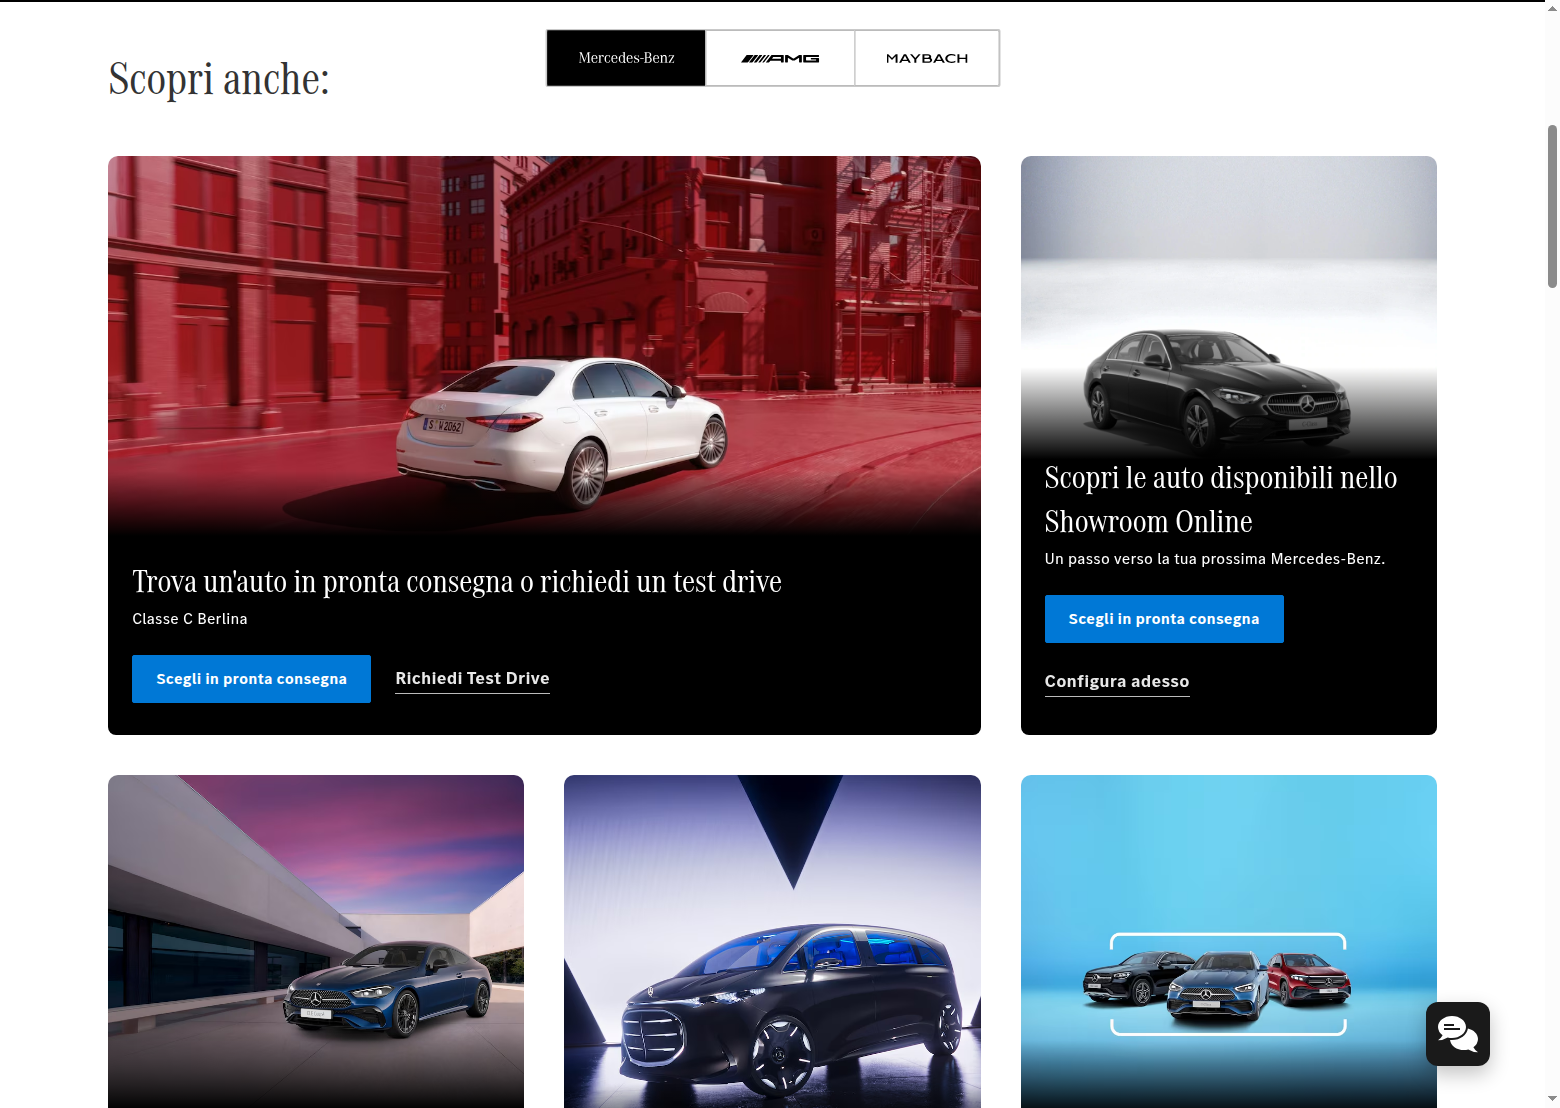 Scopri anche:
Mercedes-Benz
AMG
MAYBACH
S W 2062
Trova un'auto in pronta consegna o richiedi un test drive
Classe C Berlina
Scegli in pronta consegna
Richiedi Test Drive
Scopri le auto disponibili nello
Showroom Online
Un passo verso la tua prossima Mercedes-Benz.
Scegli in pronta consegna
Configura adesso